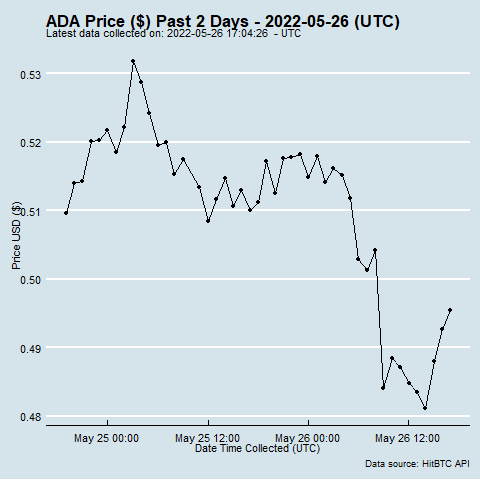 ADA Price ($) Past 2 Days - 2022-05-26 (UTC)
Latest data collected on: 2022-05-26 17:04:26 - UTC
0.53
0.52
0.51
0.50
0.49
0.48
Price USD ($)
May 25 00:00
May 25 12:00
May 26 00:00
May 26 12:00
Date Time Collected (UTC)
Data source: HitBTC API